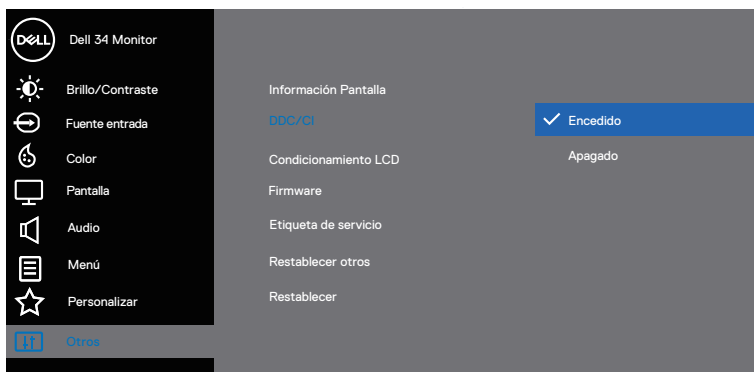 DELL
Dell 34 Monitor
Brillo/Contraste
Fuente entrada
Color
Pantalla
Audio
Menú
Personalizar
Otros
Información Pantalla
DDC/CI
Condicionamiento LCD
Firmware
Etiqueta de servicio
Restablecer otros
Restablecer
Encedido
Apagado